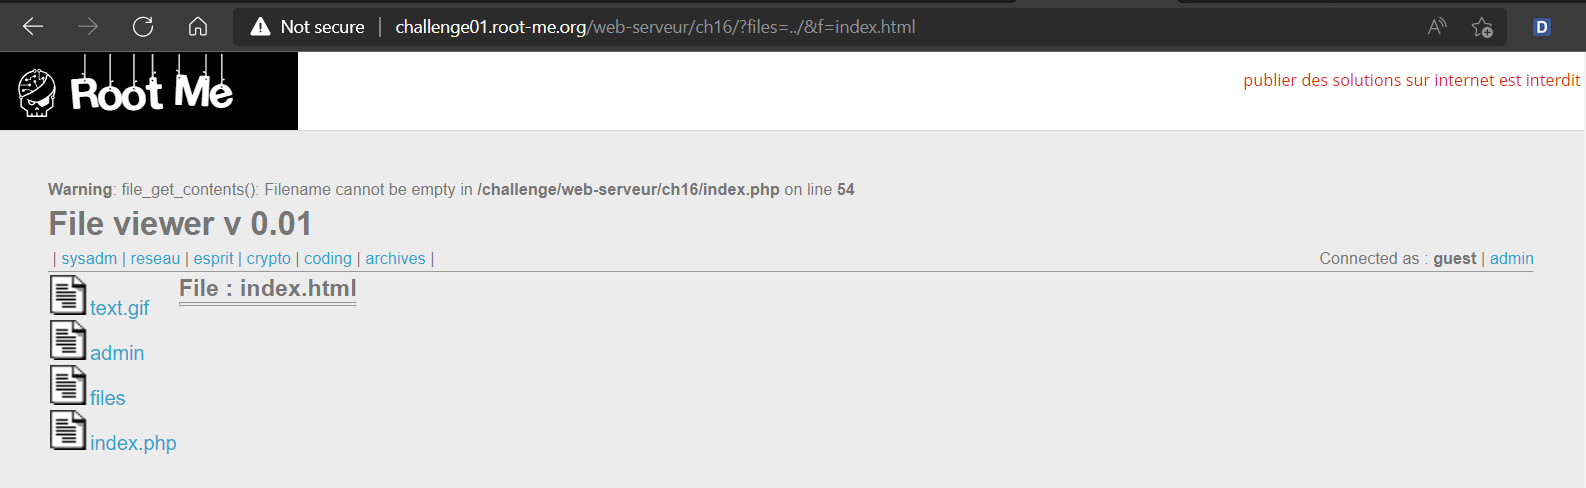 Not secure | challenge01.root-me.org/web-serveur/ch16/?files=../&f=index.html
Root Me
publier des solutions sur internet est interdit
Warning: file_get_contents(): Filename cannot be empty in /challenge/web-serveur/ch16/index.php on line 54
File viewer v 0.01
| sysadm | reseau | esprit | crypto | coding | archives |
Connected as : guest | admin
File : index.html
text.gif
admin
files
index.php